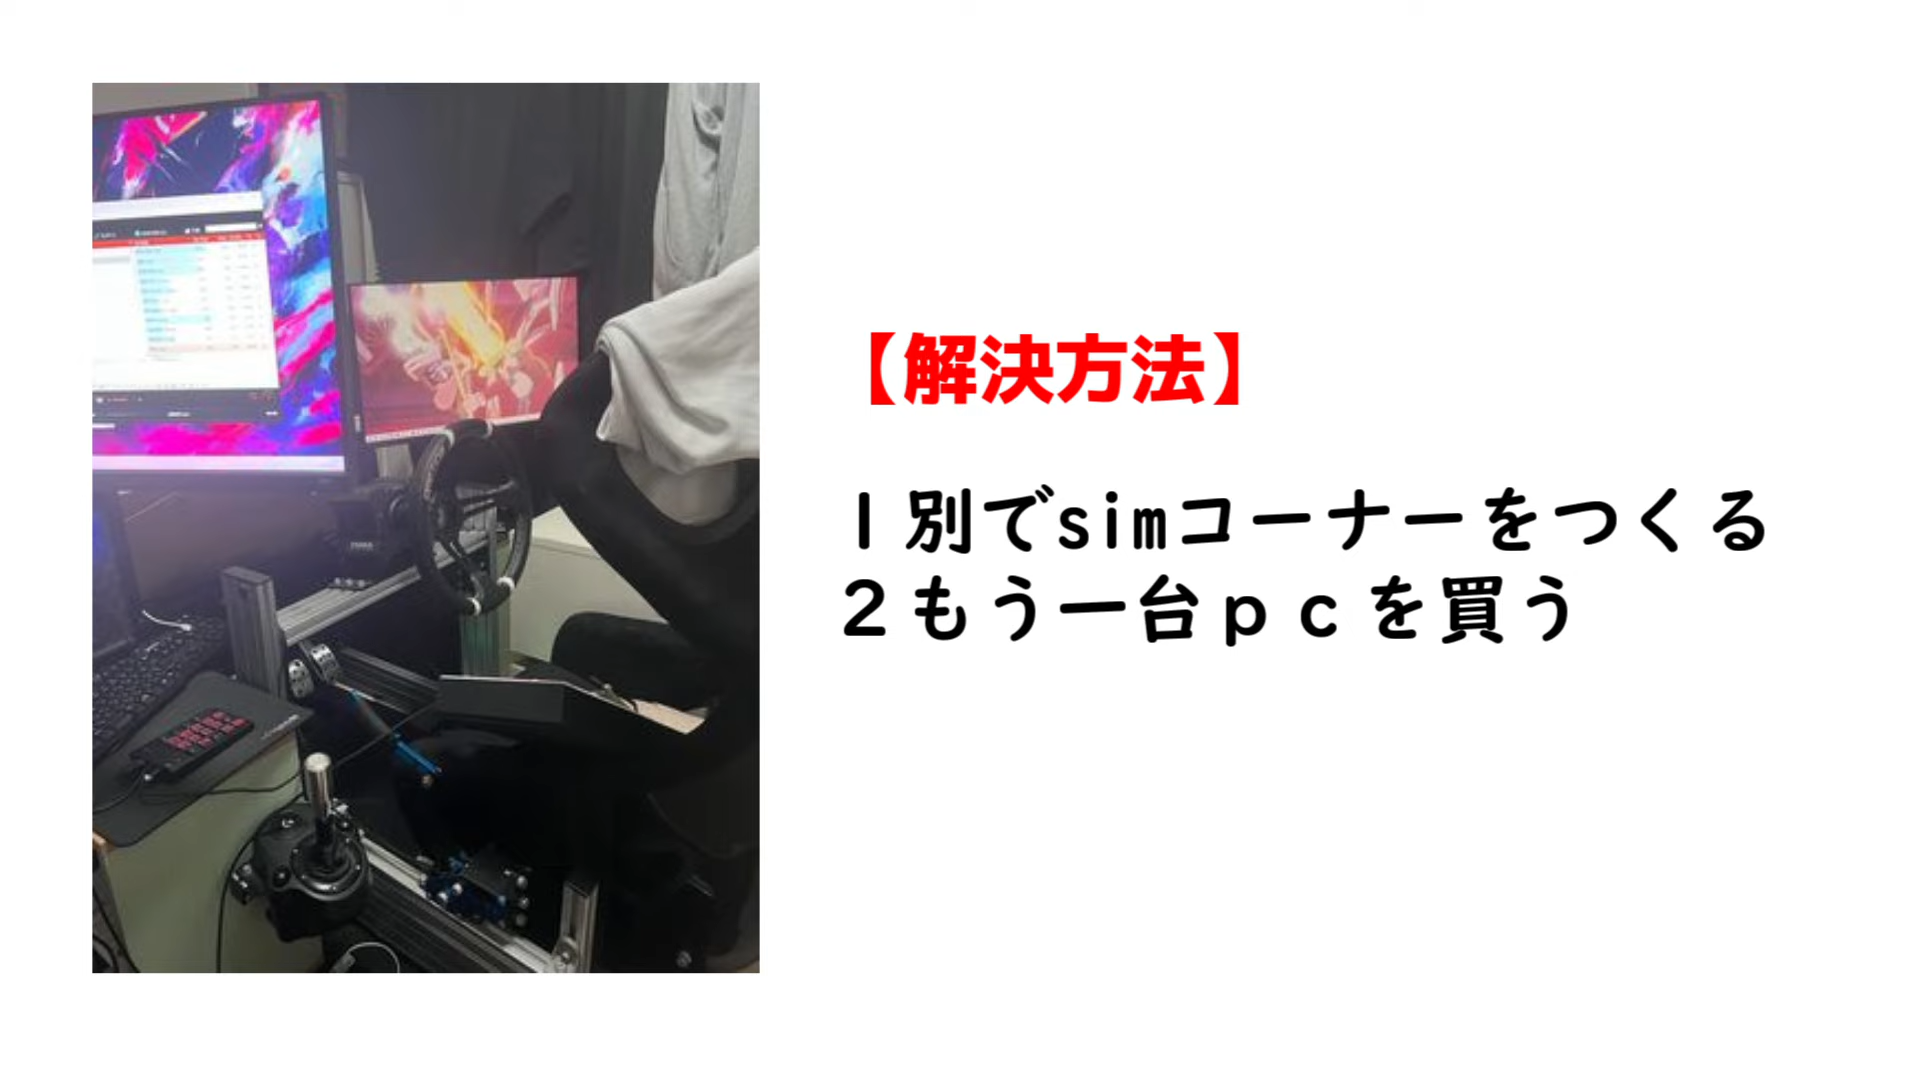 【解決方法】
１別でsimコーナーをつくる
２もう一台ｐｃを買う